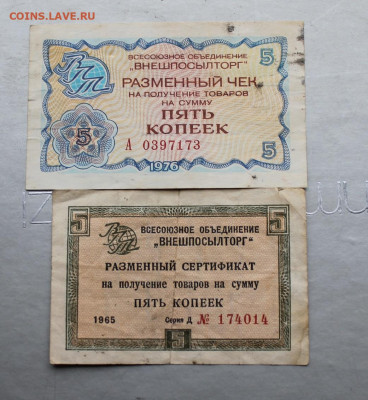 COINS.LAVE.RU
ВПТ
ВСЕСОЮЗНОЕ ОБЪЕДИНЕНИЕ
„ВНЕШПОСЫЛТОРГ"
5
РАЗМЕННЫЙ ЧЕК
НА ПОЛУЧЕНИЕ ТОВАРОВ
НА СУММУ
ПЯТЬ
КОПЕЕК
5
А 0397173
5
1976
5
ВПТ
ВСЕСОЮЗНОЕ ОБЪЕДИНЕНИЕ
„ВНЕШПОСЫЛТОРГ"
5
РАЗМЕННЫЙ СЕРТИФИКАТ
на получение товаров на сумму
ПЯТЬ КОПЕЕК
1965 Серия Д № 174014
5